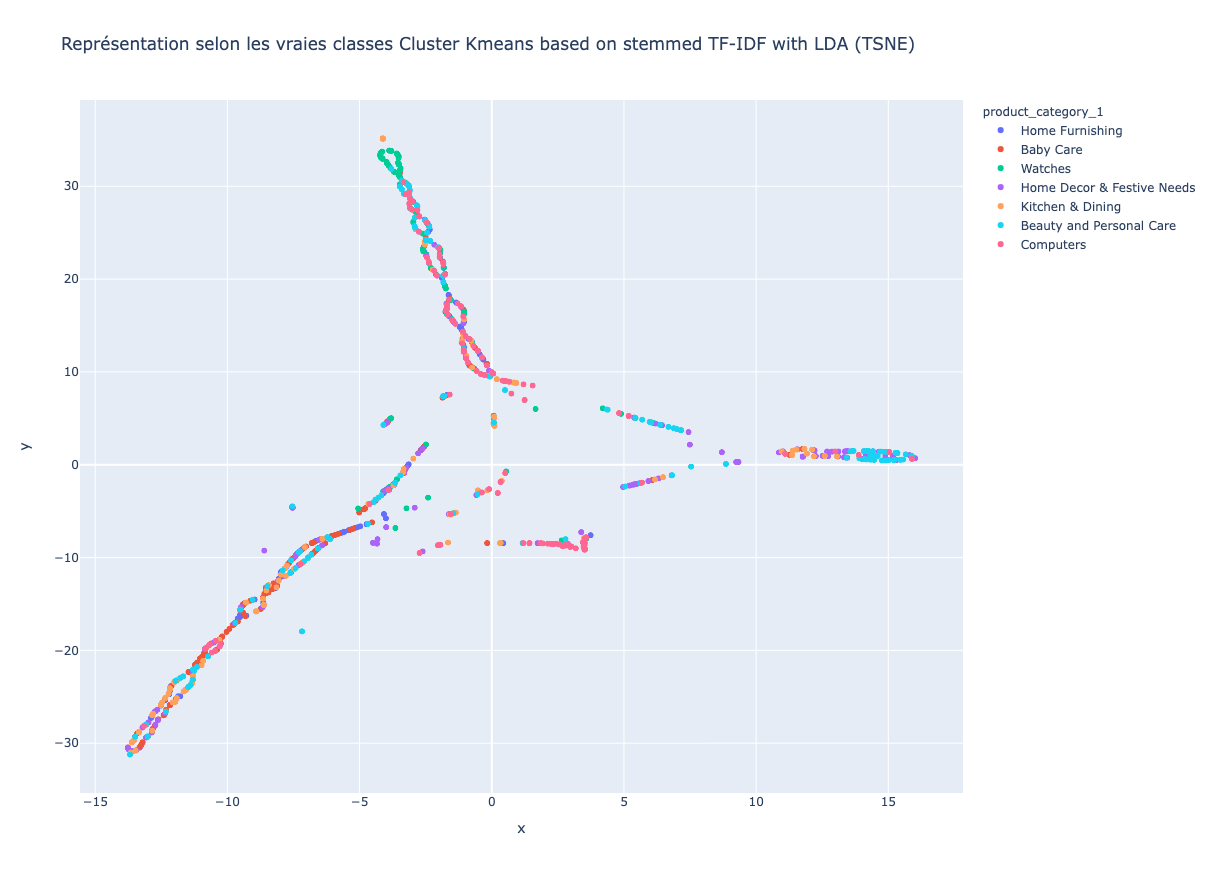 Représentation selon les vraies classes Cluster Kmeans based on stemmed TF-IDF with LDA (TSNE)
product_category_1
Home Furnishing
Baby Care
Watches
Home Decor & Festive Needs
Kitchen & Dining
Beauty and Personal Care
Computers
30
20
10
0
−10
−20
−30
y
−15
−10
−5
0
5
10
15
x